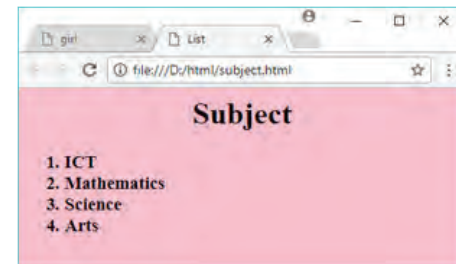 girl
List
file:///D:/html/subject.html
Subject
1. ICT
2. Mathematics
3. Science
4. Arts